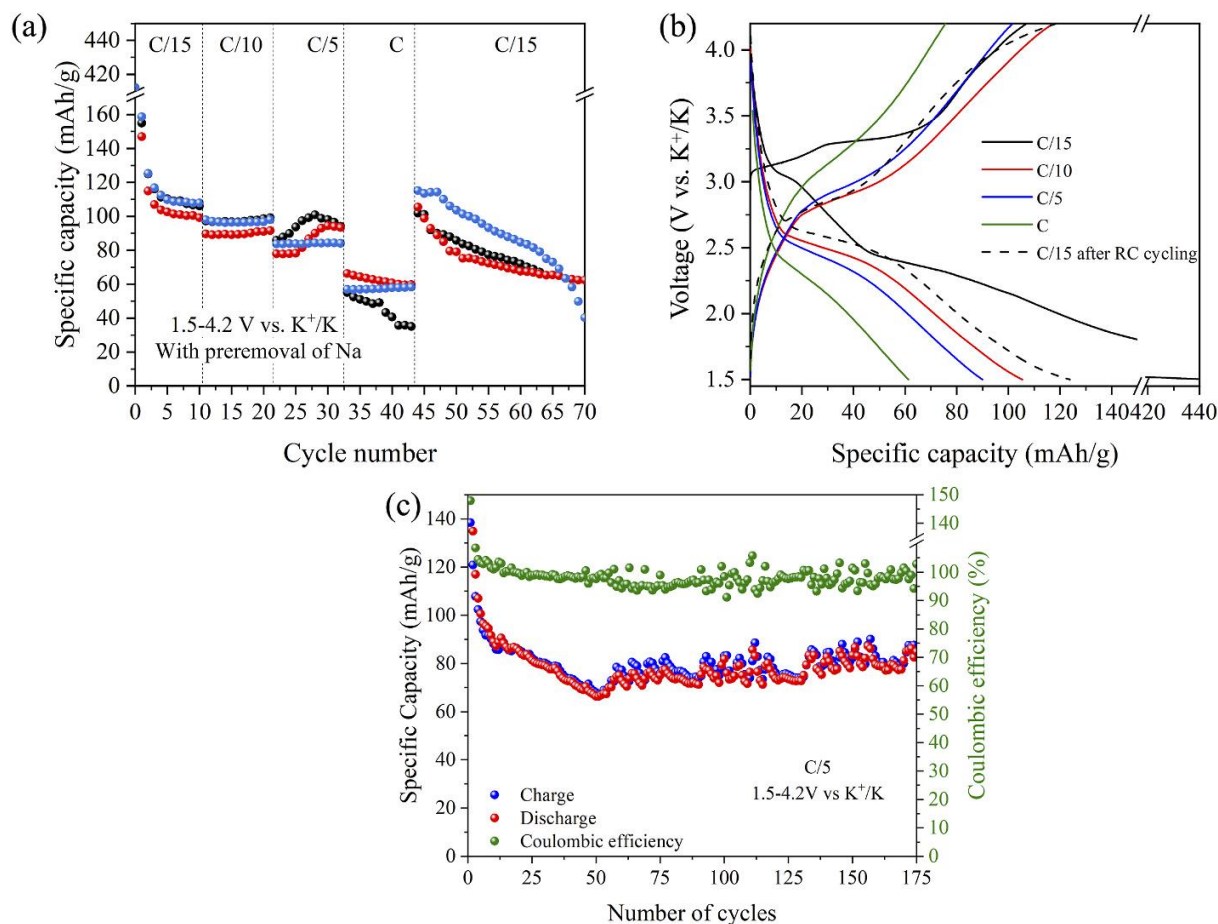 (a)
C/15
C/10
C/5
C
C/15
440
420
160
140
120
100
80
60
40
20
0
Specific capacity (mAh/g)
1.5-4.2 V vs. K⁺/K
With preremoval of Na
0 5 10 15 20 25 30 35 40 45 50 55 60 65 70
Cycle number
(b)
4.0
3.5
3.0
2.5
2.0
1.5
Voltage (V vs. K⁺/K)
C/15
C/10
C/5
C
C/15 after RC cycling
0 20 40 60 80 100 120 140 420 440
Specific capacity (mAh/g)
(c)
140
120
100
80
60
40
20
0
Specific Capacity (mAh/g)
Charge
Discharge
Coulombic efficiency
C/5
1.5-4.2V vs K⁺/K
150
140
100
90
80
70
60
50
40
30
20
10
0
Coulombic efficiency (%)
0 25 50 75 100 125 150 175
Number of cycles